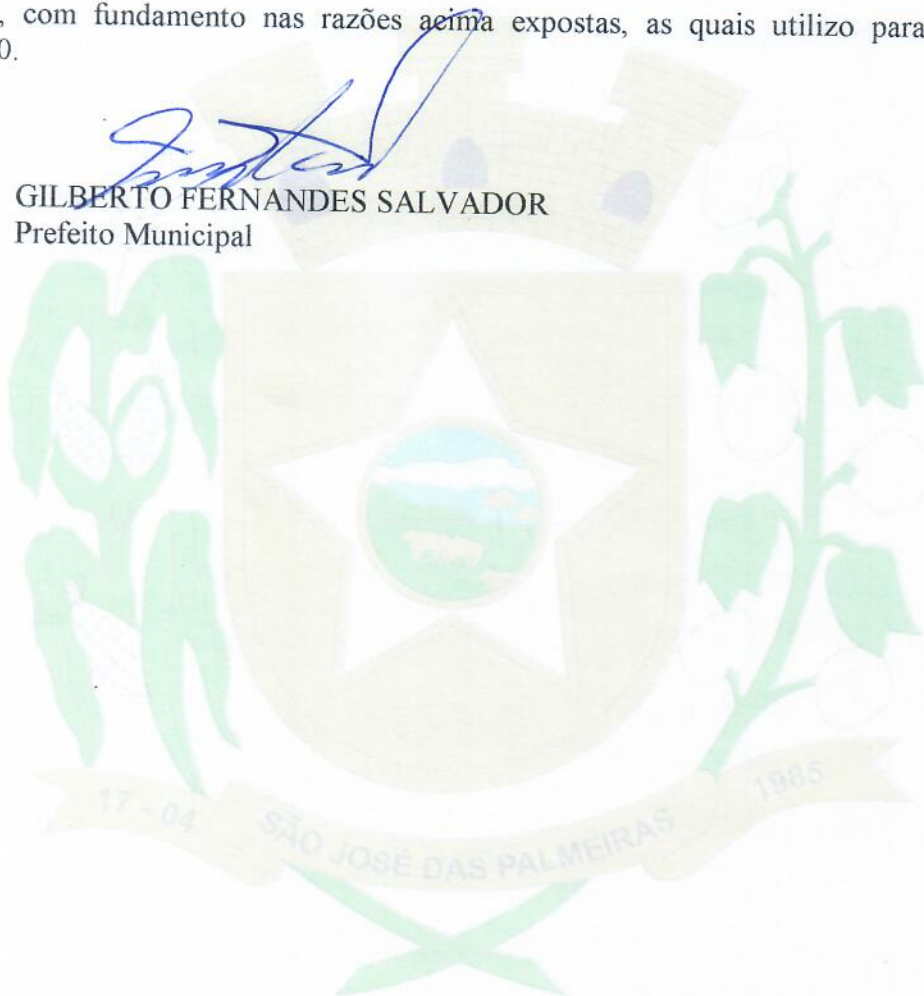 , com fundamento nas razões acima expostas, as quais utilizo para
0.
GILBERTO FERNANDES SALVADOR
Prefeito Municipal
17 - 04 SÃO JOSÉ DAS PALMEIRAS 1985